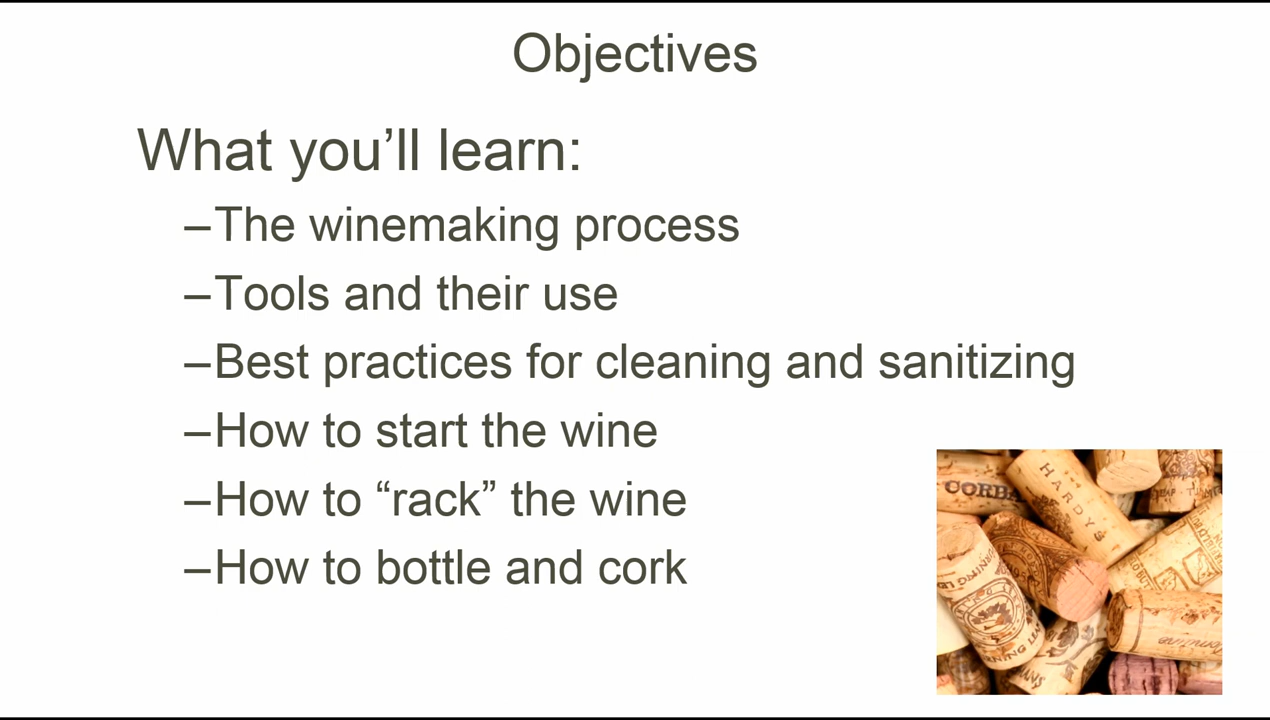 Objectives
What you’ll learn:
–The winemaking process
–Tools and their use
–Best practices for cleaning and sanitizing
–How to start the wine
–How to “rack” the wine
–How to bottle and cork
HARDY'S